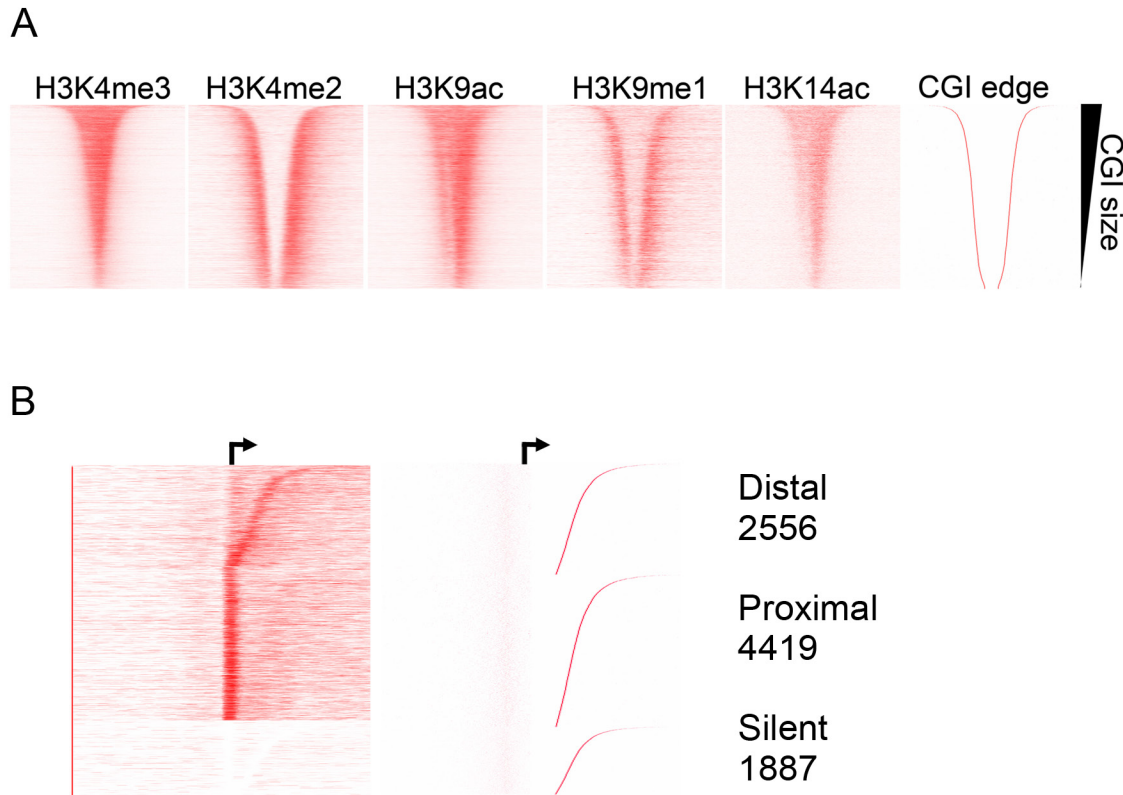 A
H3K4me3 H3K4me2 H3K9ac H3K9me1 H3K14ac CGI edge
CGI size
B
Distal
2556
Proximal
4419
Silent
1887